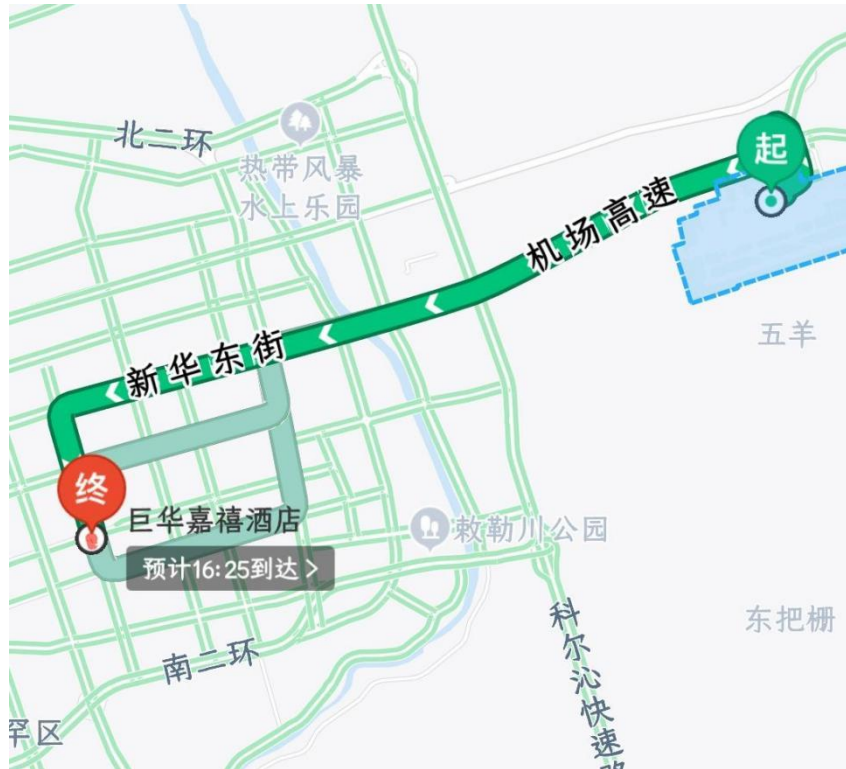 北二环
热带风暴
水上乐园
起
机场高速
五羊
新华东街
终
巨华嘉禧酒店
预计16:25到达 >
敕勒川公园
东把栅
南二环
科尔沁快速
罕区